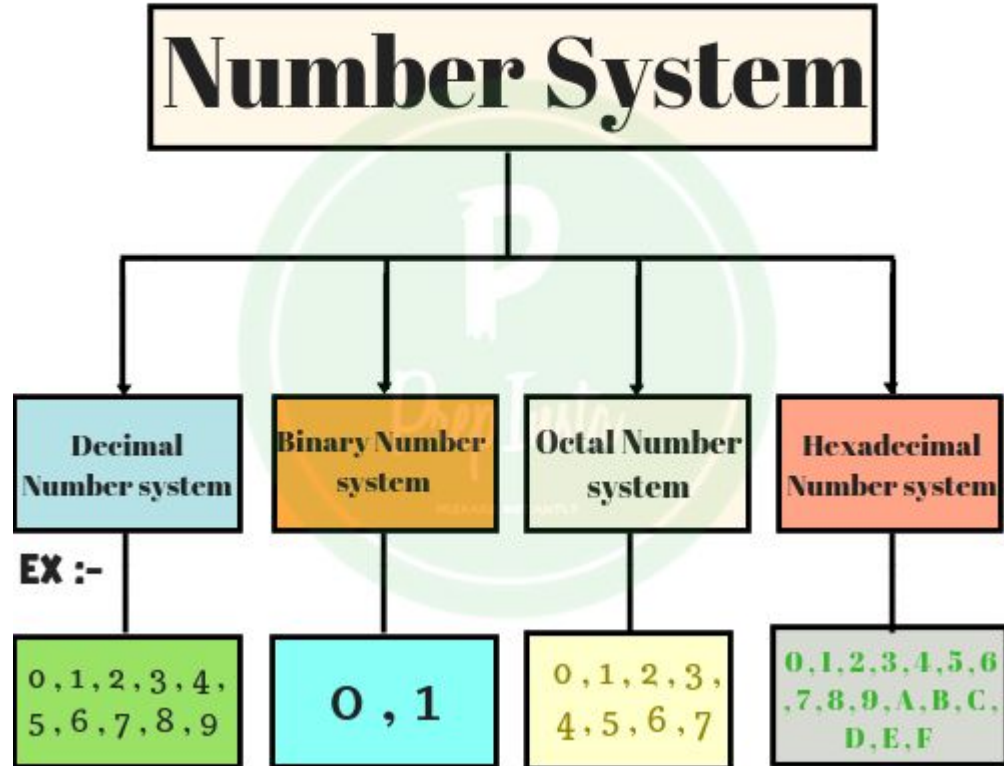 Number System
P
Prep Insta
Decimal
Number system
Binary Number
system
Octal Number
system
Hexadecimal
Number system
EX :-
0 , 1 , 2 , 3 , 4 ,
5 , 6 , 7 , 8 , 9
0 , 1
0 , 1 , 2 , 3 ,
4 , 5 , 6 , 7
0 , 1 , 2 , 3 , 4 , 5 , 6
, 7 , 8 , 9 , A , B , C ,
D , E , F